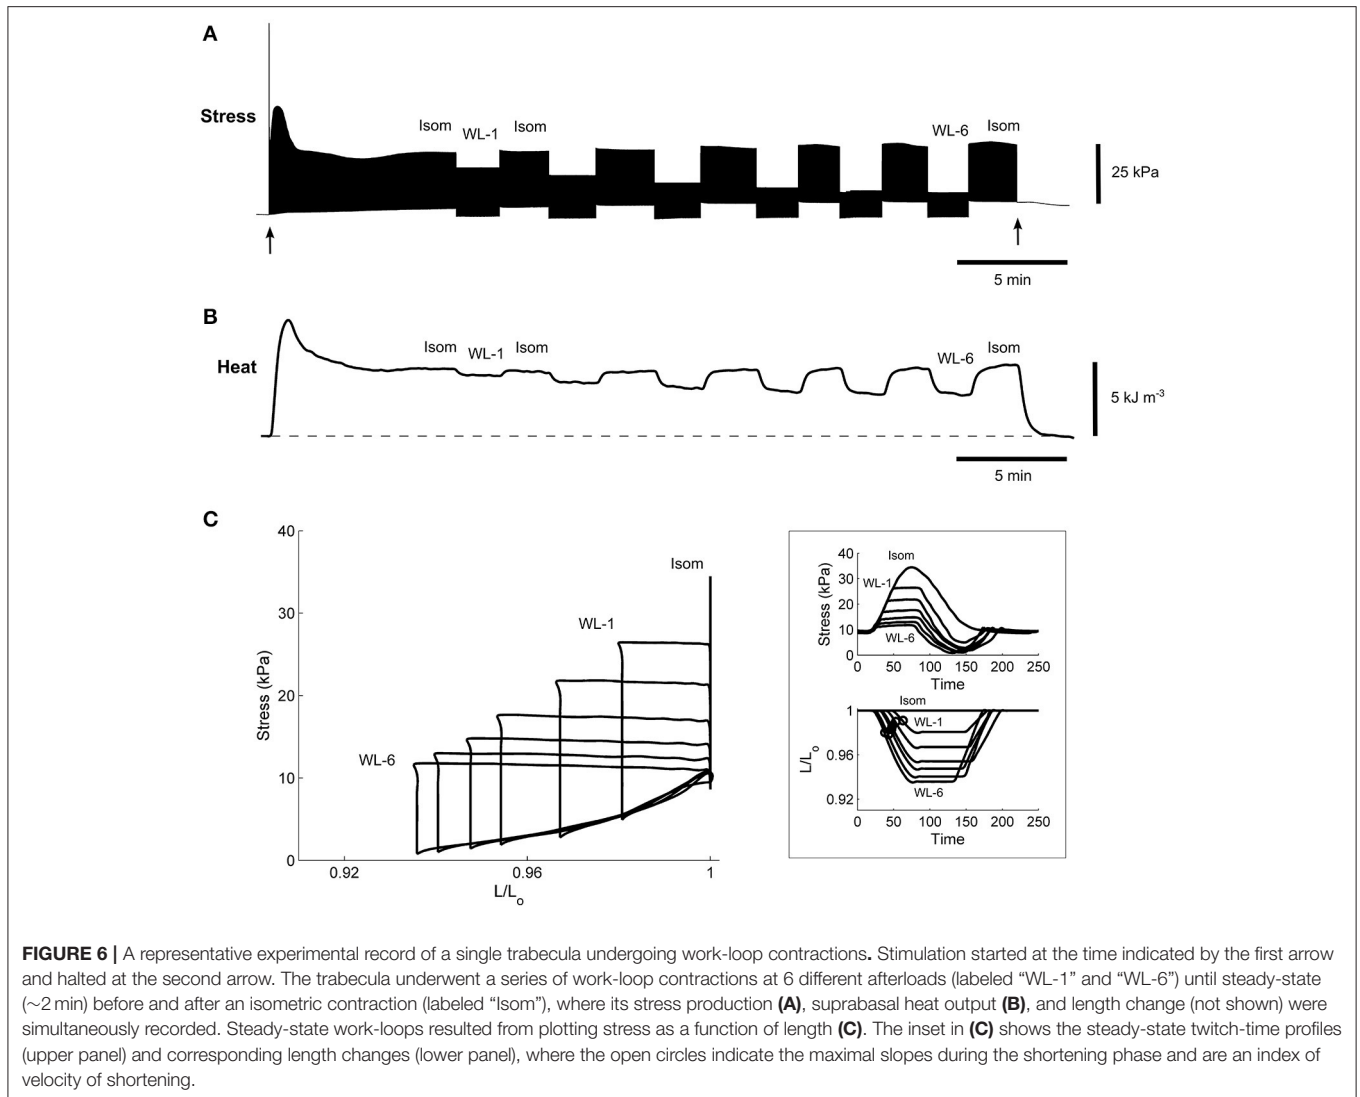 A
Stress
Isom
WL-1
Isom
WL-6
Isom
25 kPa
5 min
B
Heat
Isom
WL-1
Isom
WL-6
Isom
5 kJ m-3
5 min
C
40
30
20
10
0
Stress (kPa)
Isom
WL-1
WL-6
0.92
0.96
1
L/Lo
40
30
20
10
0
Stress (kPa)
Isom
WL-1
WL-6
0 50 100 150 200 250
Time
1
0.96
0.92
L/Lo
Isom
WL-1
WL-6
0 50 100 150 200 250
Time
FIGURE 6 | A representative experimental record of a single trabecula undergoing work-loop contractions. Stimulation started at the time indicated by the first arrow
and halted at the second arrow. The trabecula underwent a series of work-loop contractions at 6 different afterloads (labeled “WL-1” and “WL-6”) until steady-state
(∼2 min) before and after an isometric contraction (labeled “Isom”), where its stress production (A), suprabasal heat output (B), and length change (not shown) were
simultaneously recorded. Steady-state work-loops resulted from plotting stress as a function of length (C). The inset in (C) shows the steady-state twitch-time profiles
(upper panel) and corresponding length changes (lower panel), where the open circles indicate the maximal slopes during the shortening phase and are an index of
velocity of shortening.